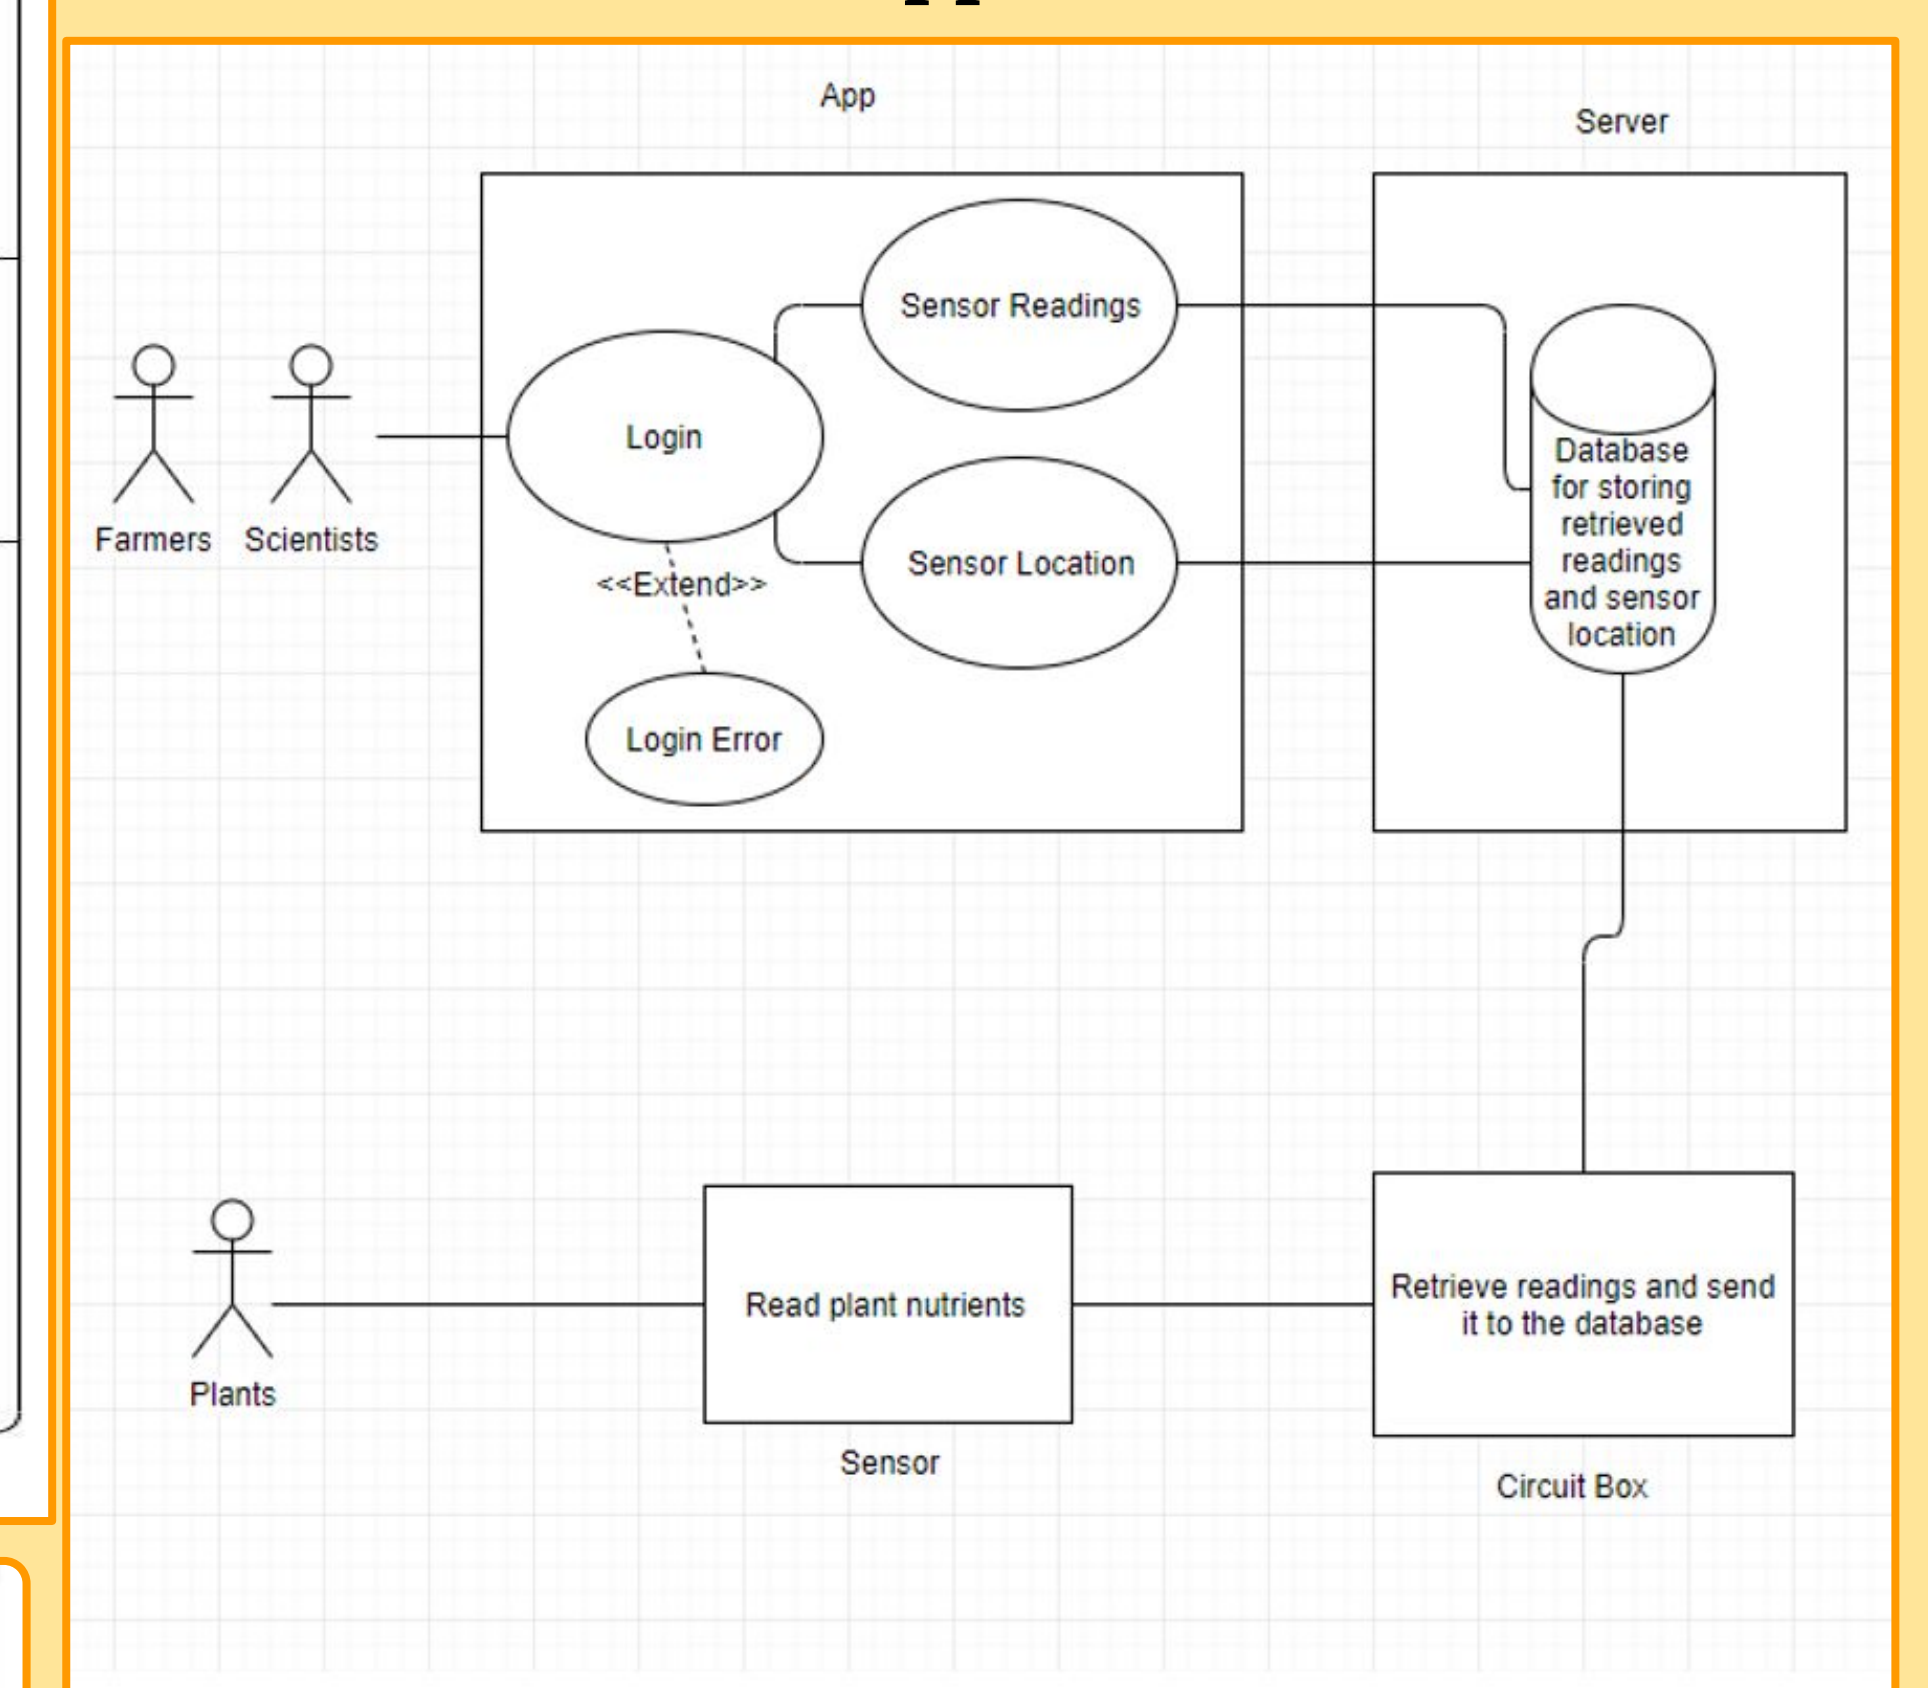 App
Server
Sensor Readings
Login
Farmers
Scientists
<<Extend>>
Sensor Location
Login Error
Database
for storing
retrieved
readings
and sensor
location
Plants
Read plant nutrients
Sensor
Retrieve readings and send
it to the database
Circuit Box